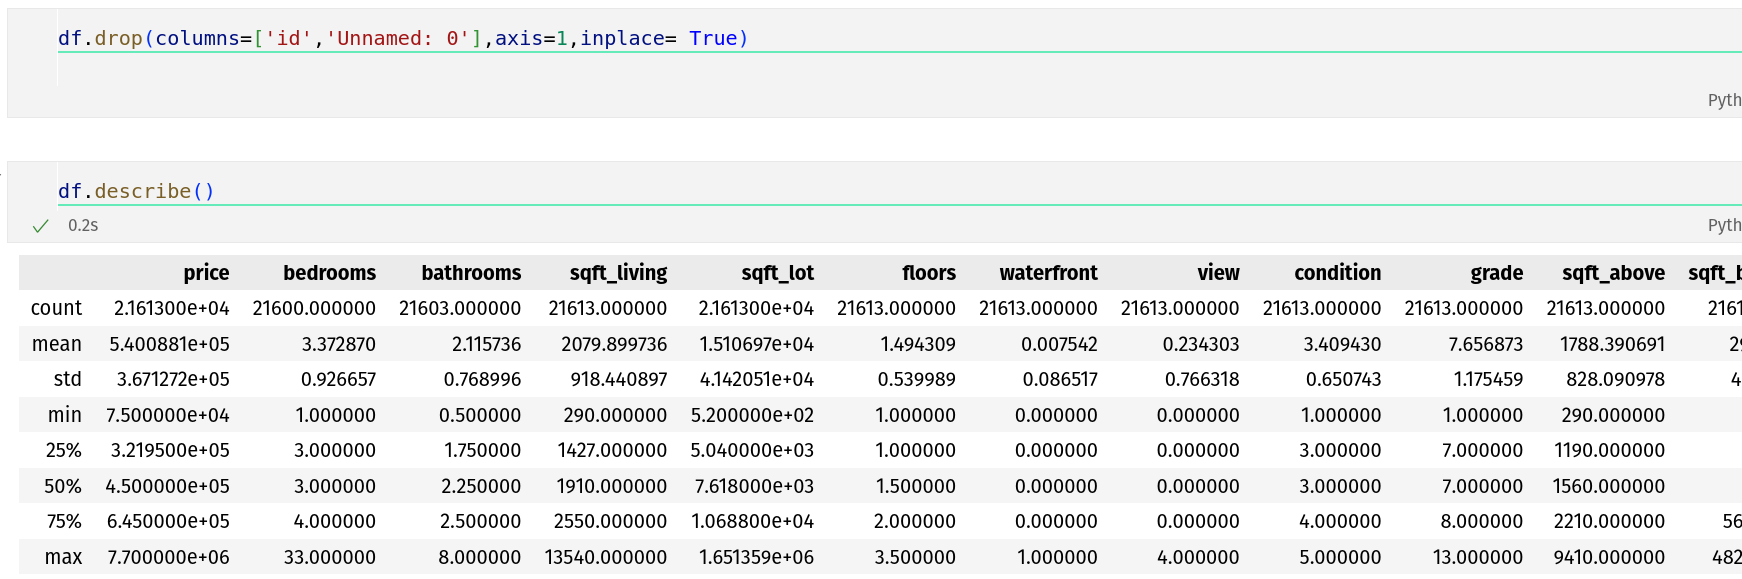 df.drop(columns=['id','Unnamed: 0'],axis=1,inplace= True)
Pyth
df.describe()
0.2s Pyth
price bedrooms bathrooms sqft_living sqft_lot floors waterfront view condition grade sqft_above sqft_b
count 2.161300e+04 21600.000000 21603.000000 21613.000000 2.161300e+04 21613.000000 21613.000000 21613.000000 21613.000000 21613.000000 21613.000000 2161
mean 5.400881e+05 3.372870 2.115736 2079.899736 1.510697e+04 1.494309 0.007542 0.234303 3.409430 7.656873 1788.390691 29
std 3.671272e+05 0.926657 0.768996 918.440897 4.142051e+04 0.539989 0.086517 0.766318 0.650743 1.175459 828.090978 4
min 7.500000e+04 1.000000 0.500000 290.000000 5.200000e+02 1.000000 0.000000 0.000000 1.000000 1.000000 290.000000
25% 3.219500e+05 3.000000 1.750000 1427.000000 5.040000e+03 1.000000 0.000000 0.000000 3.000000 7.000000 1190.000000
50% 4.500000e+05 3.000000 2.250000 1910.000000 7.618000e+03 1.500000 0.000000 0.000000 3.000000 7.000000 1560.000000
75% 6.450000e+05 4.000000 2.500000 2550.000000 1.068800e+04 2.000000 0.000000 0.000000 4.000000 8.000000 2210.000000 56
max 7.700000e+06 33.000000 8.000000 13540.000000 1.651359e+06 3.500000 1.000000 4.000000 5.000000 13.000000 9410.000000 482